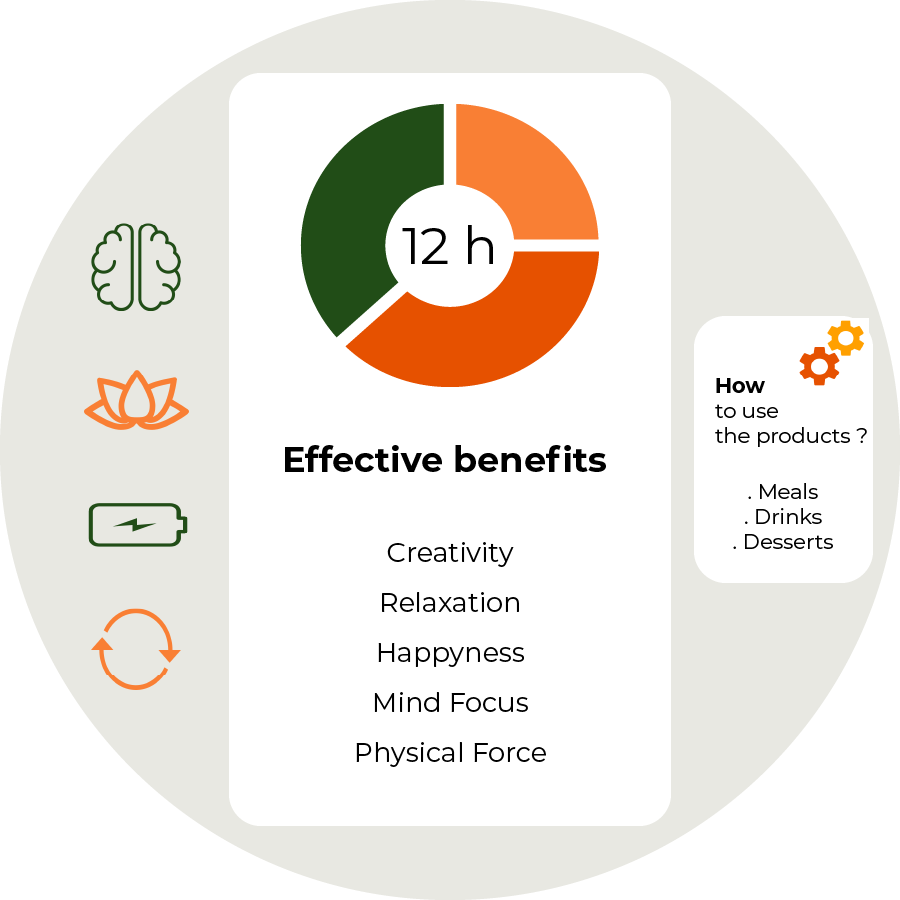 12 h
Effective benefits
Creativity
Relaxation
Happyness
Mind Focus
Physical Force
How
to use
the products ?
. Meals
. Drinks
. Desserts